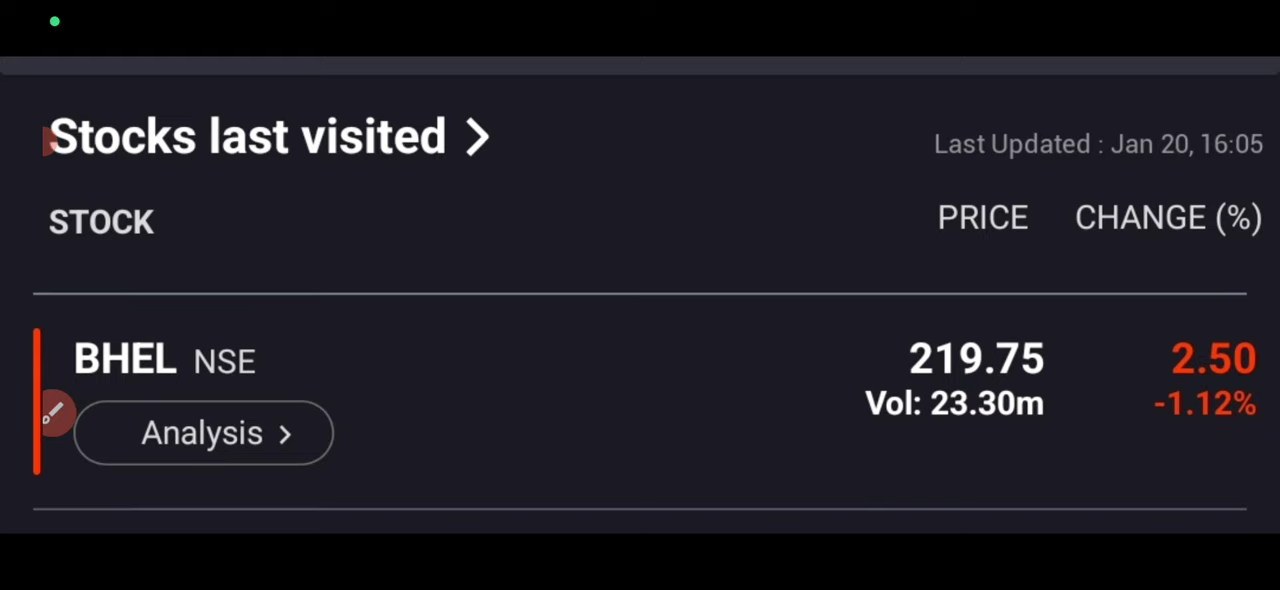 Stocks last visited
Last Updated : Jan 20, 16:05
STOCK PRICE CHANGE (%)
BHEL NSE 219.75 2.50
Vol: 23.30m -1.12%
Analysis